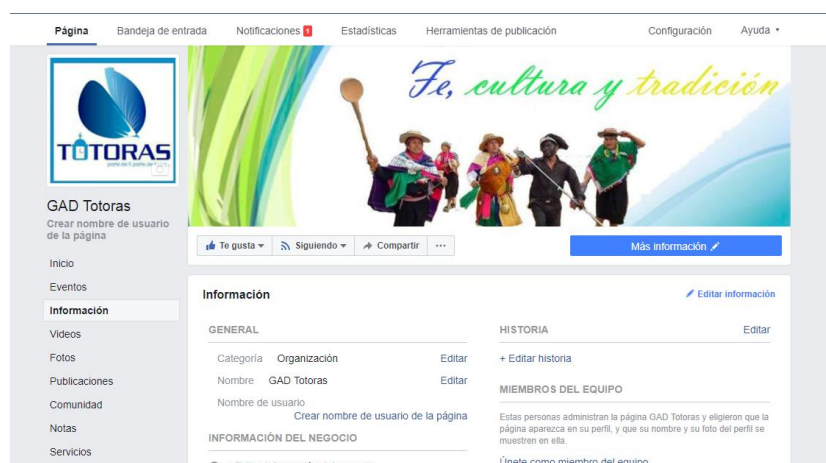 Página Bandeja de entrada Notificaciones 1 Estadísticas Herramientas de publicación Configuración Ayuda
Fe, cultura y tradición
TOTORAS
GAD Totoras
Crear nombre de usuario
de la página
Te gusta Siguiendo Compartir ... Más información
Inicio
Eventos
Información
Videos
Fotos
Publicaciones
Comunidad
Notas
Servicios
Información Editar información
GENERAL
Categoría Organización Editar
Nombre GAD Totoras Editar
Nombre de usuario
Crear nombre de usuario de la página
INFORMACIÓN DEL NEGOCIO
HISTORIA Editar
+ Editar historia
MIEMBROS DEL EQUIPO
Estas personas administran la página GAD Totoras y eligieron que la
página aparezca en su perfil, y que su nombre y su foto del perfil se
muestren en ella.
Únete como miembro del equipo